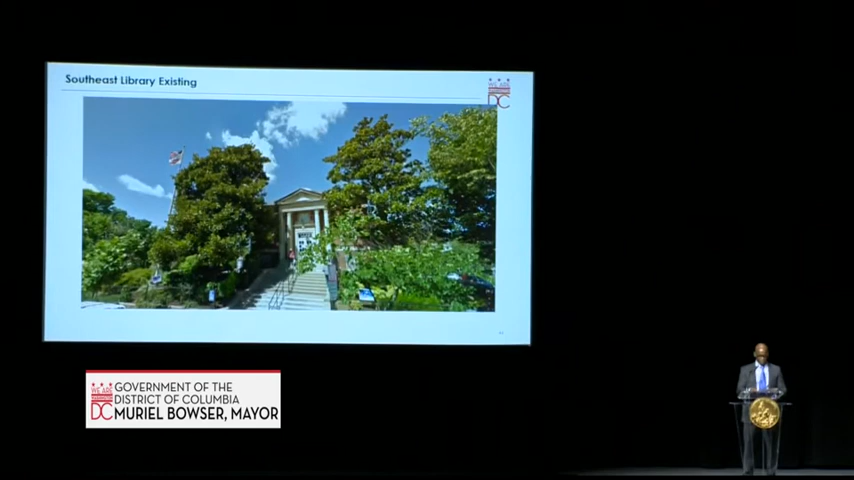 Southeast Library Existing
WE ARE
DC
WE ARE
DC
GOVERNMENT OF THE
DISTRICT OF COLUMBIA
MURIEL BOWSER, MAYOR